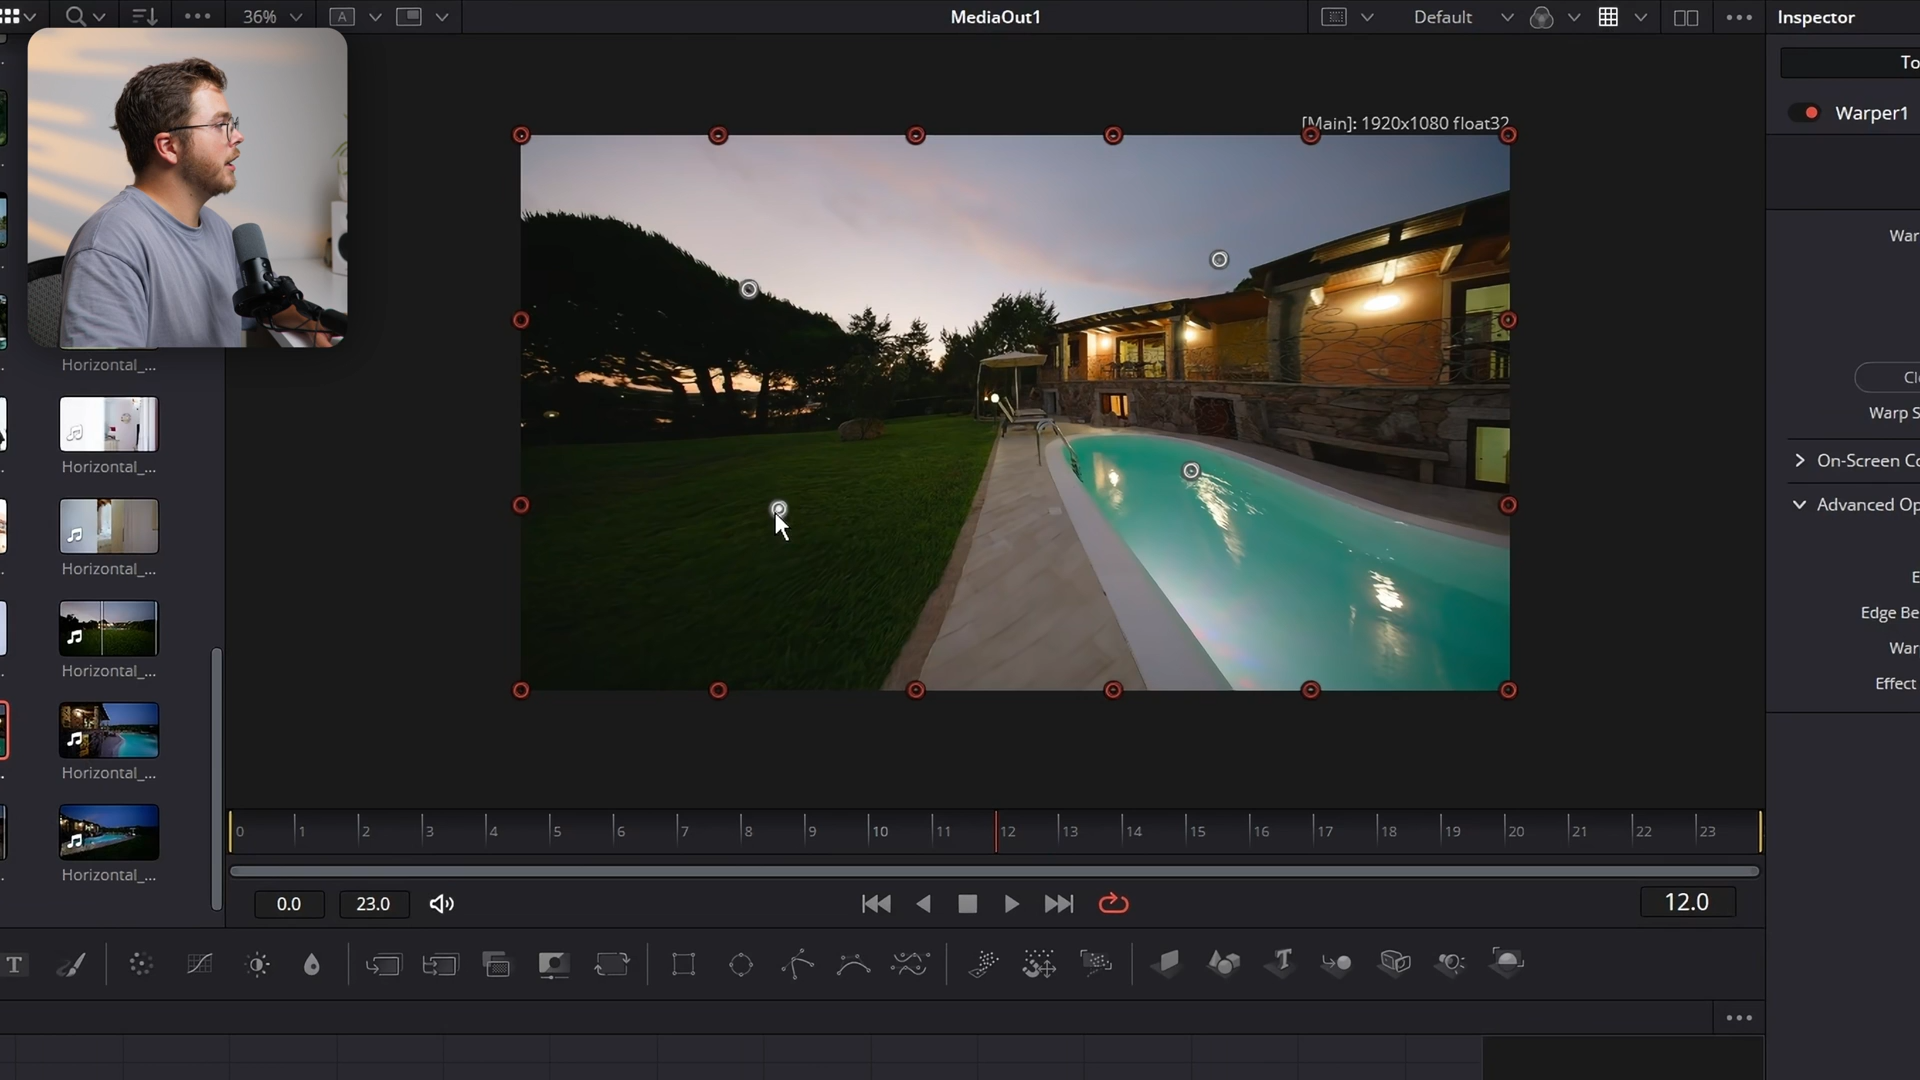 36%
A
MediaOut1
Default
Inspector
[Main]: 1920x1080 float32
To
Warper1
War
Cl
Warp S
On-Screen Co
Advanced Op
E
Edge Be
War
Effect
Horizontal_...
Horizontal_...
Horizontal_...
Horizontal_...
Horizontal_...
Horizontal_...
0 1 2 3 4 5 6 7 8 9 10 11 12 13 14 15 16 17 18 19 20 21 22 23
0.0
23.0
12.0
T
T